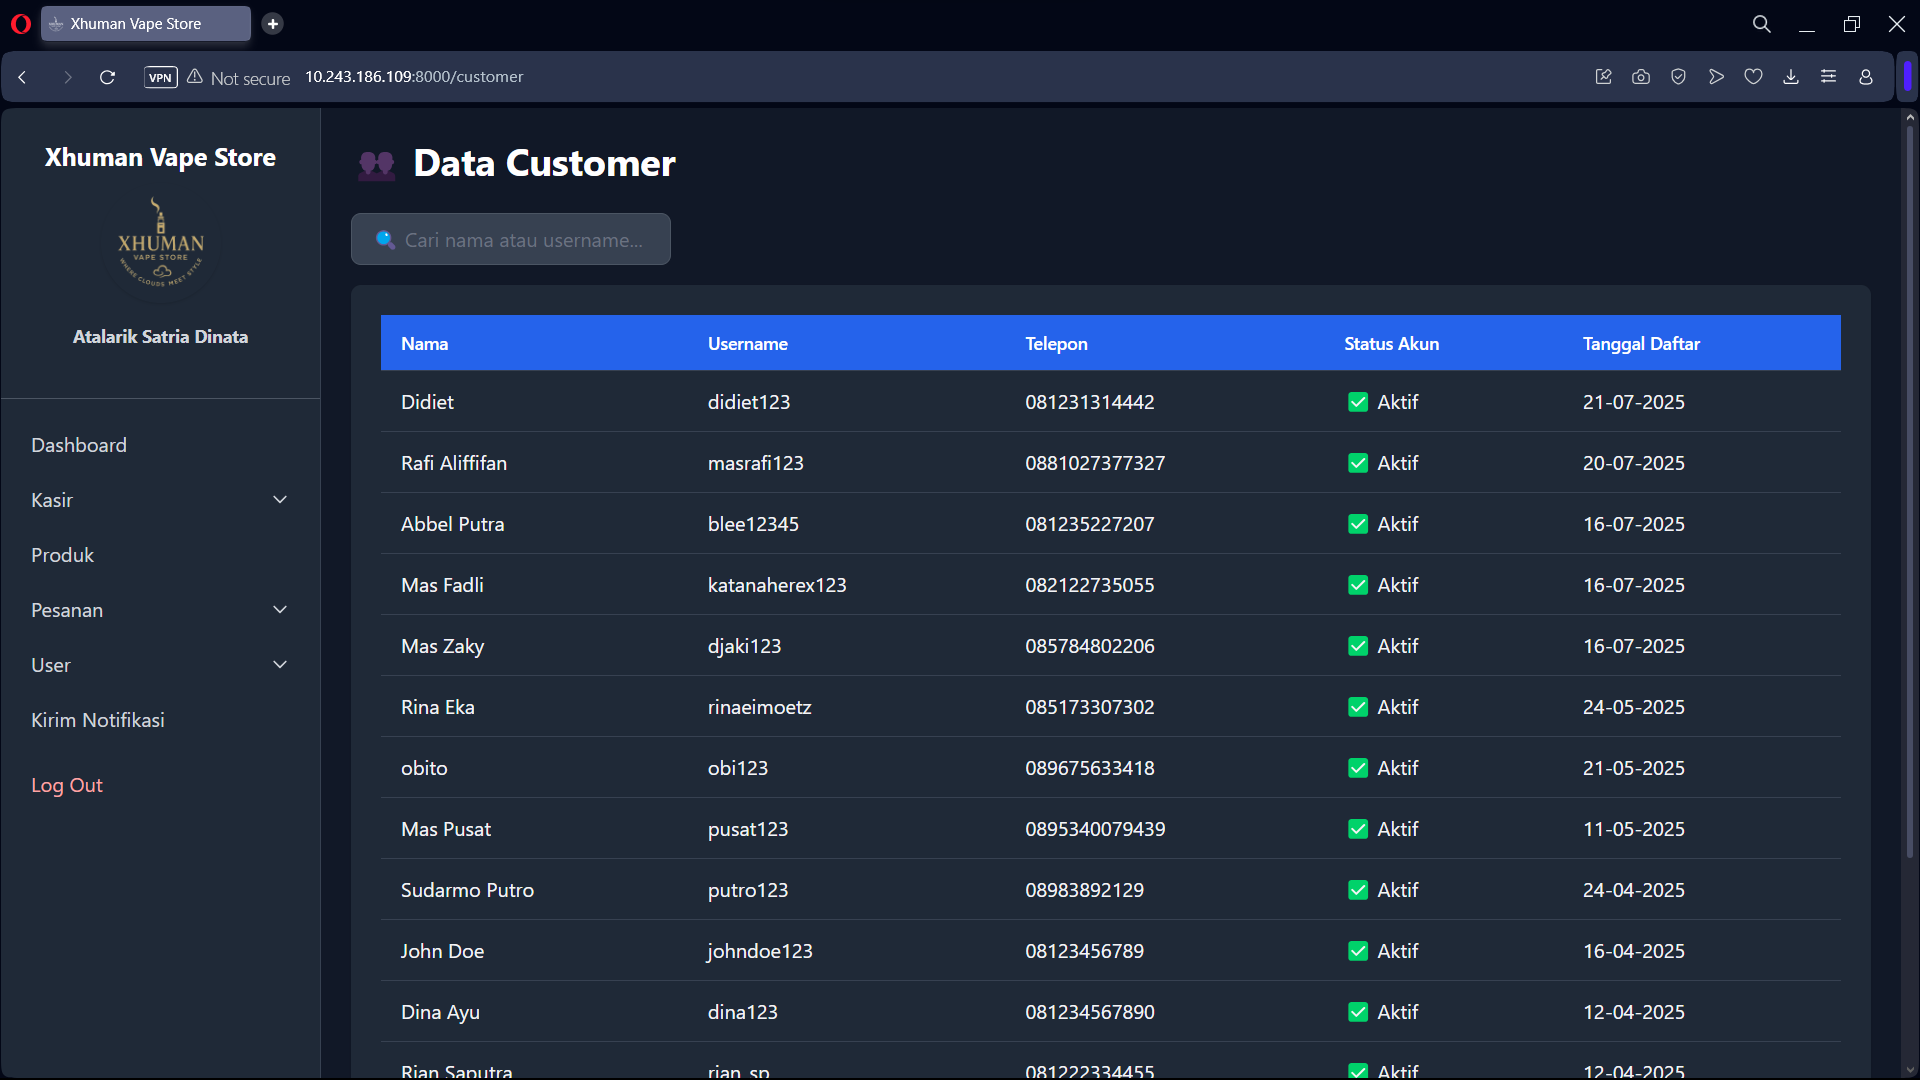 Xhuman Vape Store
VPN Not secure 10.243.186.109:8000/customer
Xhuman Vape Store
XHUMAN
VAPE STORE
WHERE CLOUDS MEET STYLE
Atalarik Satria Dinata
Dashboard
Kasir
Produk
Pesanan
User
Kirim Notifikasi
Log Out
Data Customer
Cari nama atau username...
Nama Username Telepon Status Akun Tanggal Daftar
Didiet didiet123 081231314442 Aktif 21-07-2025
Rafi Aliffifan masrafi123 0881027377327 Aktif 20-07-2025
Abbel Putra blee12345 081235227207 Aktif 16-07-2025
Mas Fadli katanaherex123 082122735055 Aktif 16-07-2025
Mas Zaky djaki123 085784802206 Aktif 16-07-2025
Rina Eka rinaeimoetz 085173307302 Aktif 24-05-2025
obito obi123 089675633418 Aktif 21-05-2025
Mas Pusat pusat123 0895340079439 Aktif 11-05-2025
Sudarmo Putro putro123 08983892129 Aktif 24-04-2025
John Doe johndoe123 08123456789 Aktif 16-04-2025
Dina Ayu dina123 081234567890 Aktif 12-04-2025
Rian Saputra rian_sp 081222334455 Aktif 12-04-2025